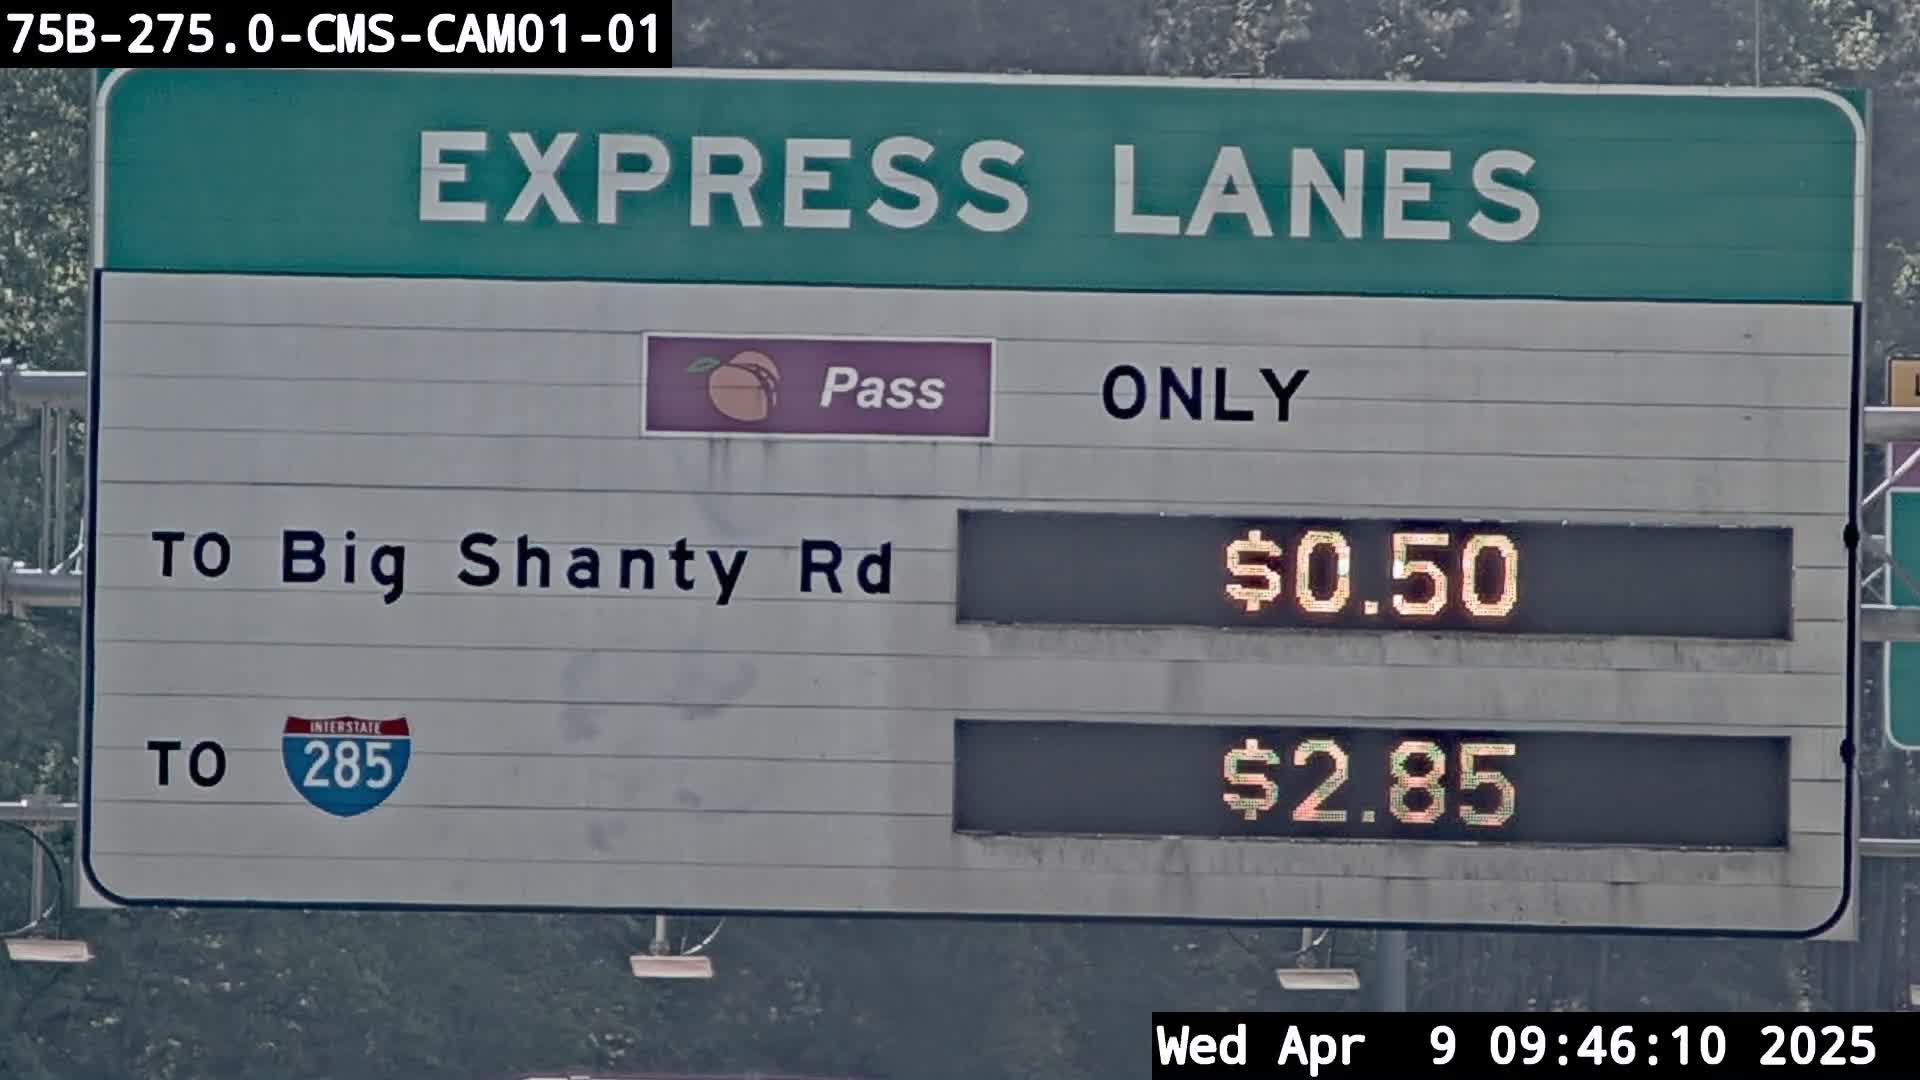 75B-275.0-CMS-CAM01-01
EXPRESS LANES
Pass ONLY
TO Big Shanty Rd $0.50
TO INTERSTATE 285 $2.85
Wed Apr 9 09:46:10 2025